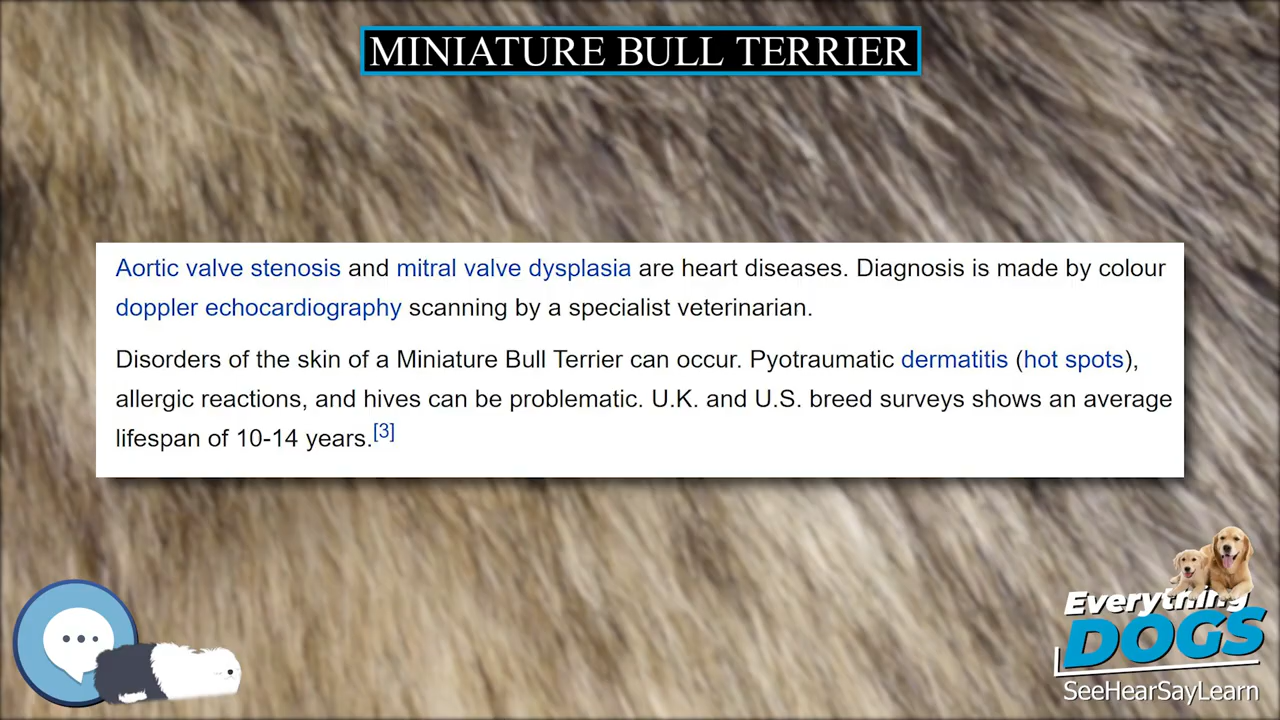 MINIATURE BULL TERRIER
Aortic valve stenosis and mitral valve dysplasia are heart diseases. Diagnosis is made by colour
doppler echocardiography scanning by a specialist veterinarian.
Disorders of the skin of a Miniature Bull Terrier can occur. Pyotraumatic dermatitis (hot spots),
allergic reactions, and hives can be problematic. U.K. and U.S. breed surveys shows an average
lifespan of 10-14 years.[3]
Everything
DOGS
SeeHearSayLearn